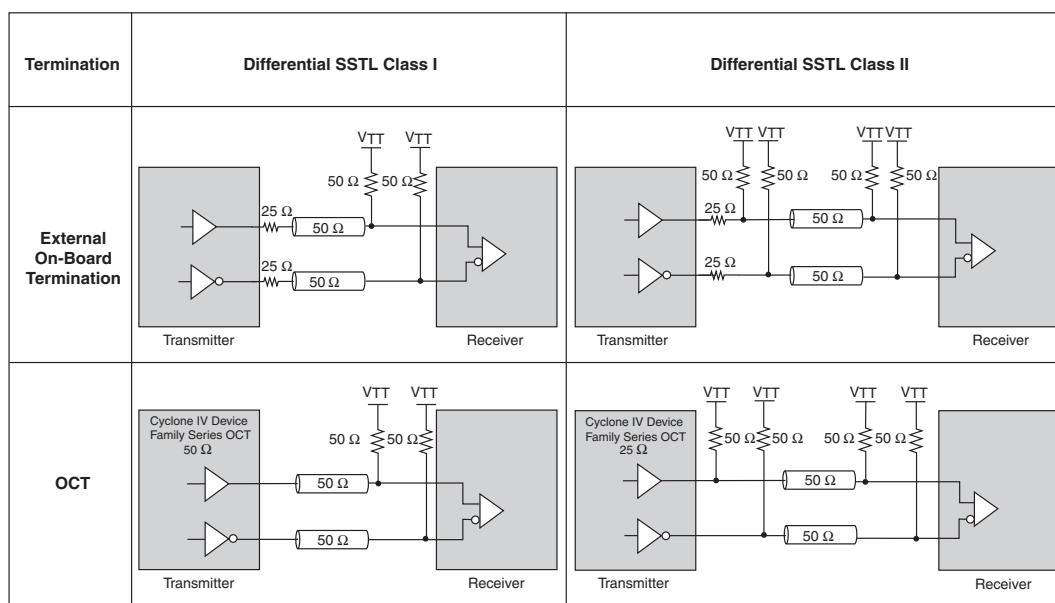 Termination
Differential SSTL Class I
Differential SSTL Class II
External
On-Board
Termination
VTT VTT
50 Ω 50 Ω
25 Ω
50 Ω
25 Ω
50 Ω
Transmitter
Receiver
VTT VTT VTT VTT
50 Ω 50 Ω 50 Ω 50 Ω
25 Ω
50 Ω
25 Ω
50 Ω
Transmitter
Receiver
OCT
Cyclone IV Device
Family Series OCT
50 Ω
VTT VTT
50 Ω 50 Ω
50 Ω
50 Ω
Transmitter
Receiver
Cyclone IV Device
Family Series OCT
25 Ω
VTT VTT VTT VTT
50 Ω 50 Ω 50 Ω 50 Ω
50 Ω
50 Ω
Transmitter
Receiver